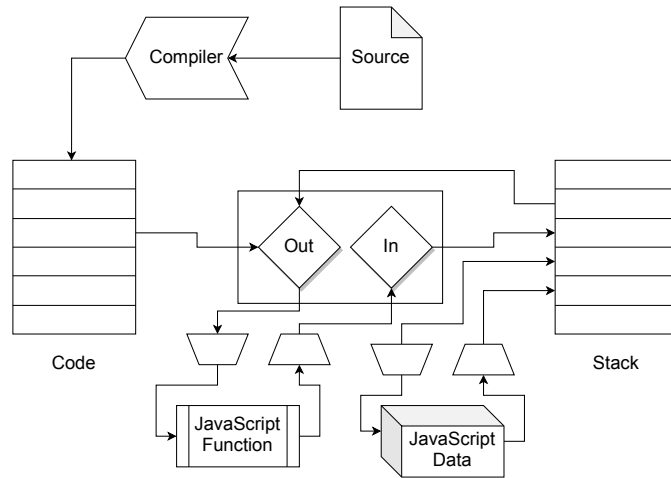 Compiler
Source
Out
In
Code
Stack
JavaScript
Function
JavaScript
Data